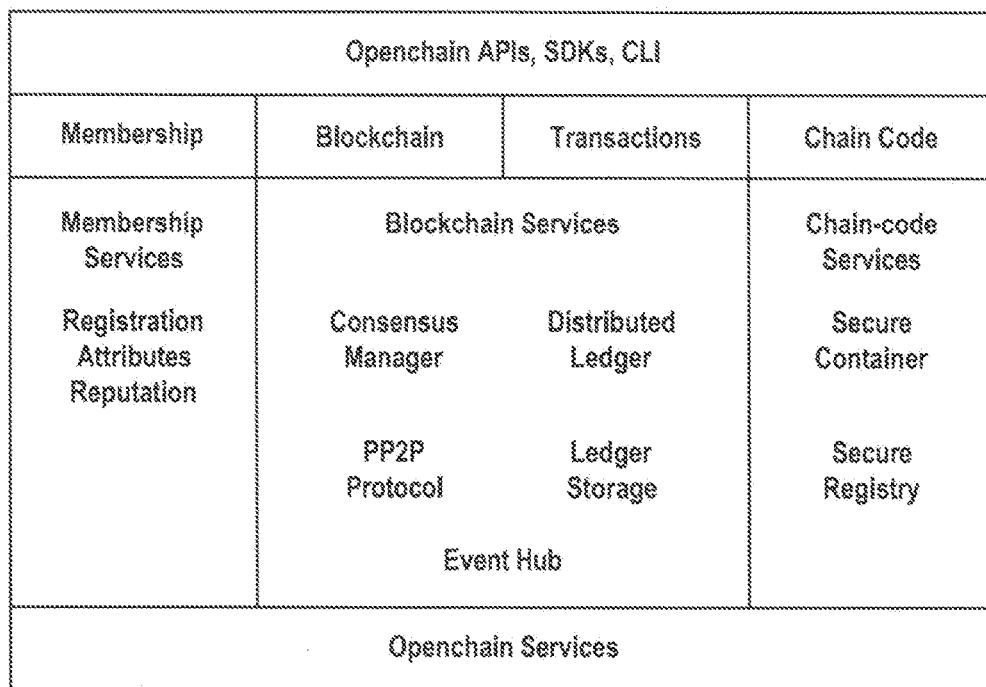 Openchain APIs, SDKs, CLI
Membership
Blockchain
Transactions
Chain Code
Membership
Services
Registration
Attributes
Reputation
Blockchain Services
Consensus
Manager
Distributed
Ledger
PP2P
Protocol
Ledger
Storage
Event Hub
Chain-code
Services
Secure
Container
Secure
Registry
Openchain Services